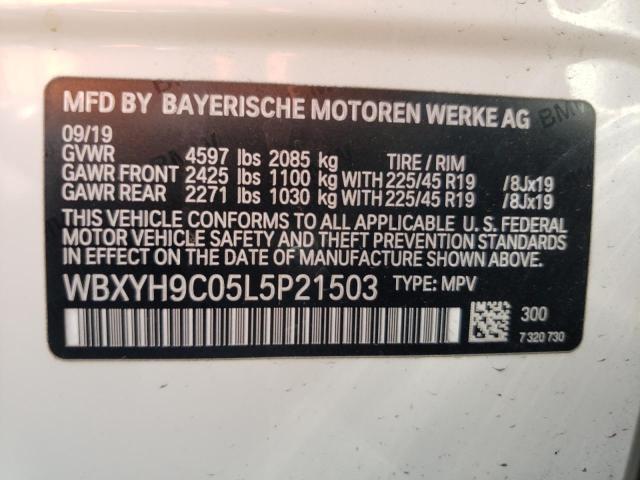 MFD BY BAYERISCHE MOTOREN WERKE AG
09/19
GVWR 4597 lbs 2085 kg TIRE / RIM
GAWR FRONT 2425 lbs 1100 kg WITH 225/45 R19 /8Jx19
GAWR REAR 2271 lbs 1030 kg WITH 225/45 R19 /8Jx19
THIS VEHICLE CONFORMS TO ALL APPLICABLE U. S. FEDERAL
MOTOR VEHICLE SAFETY AND THEFT PREVENTION STANDARDS
IN EFFECT ON THE DATE OF MANUFACTURE SHOWN ABOVE.
WBXYH9C05L5P21503 TYPE: MPV
300
7 320 730